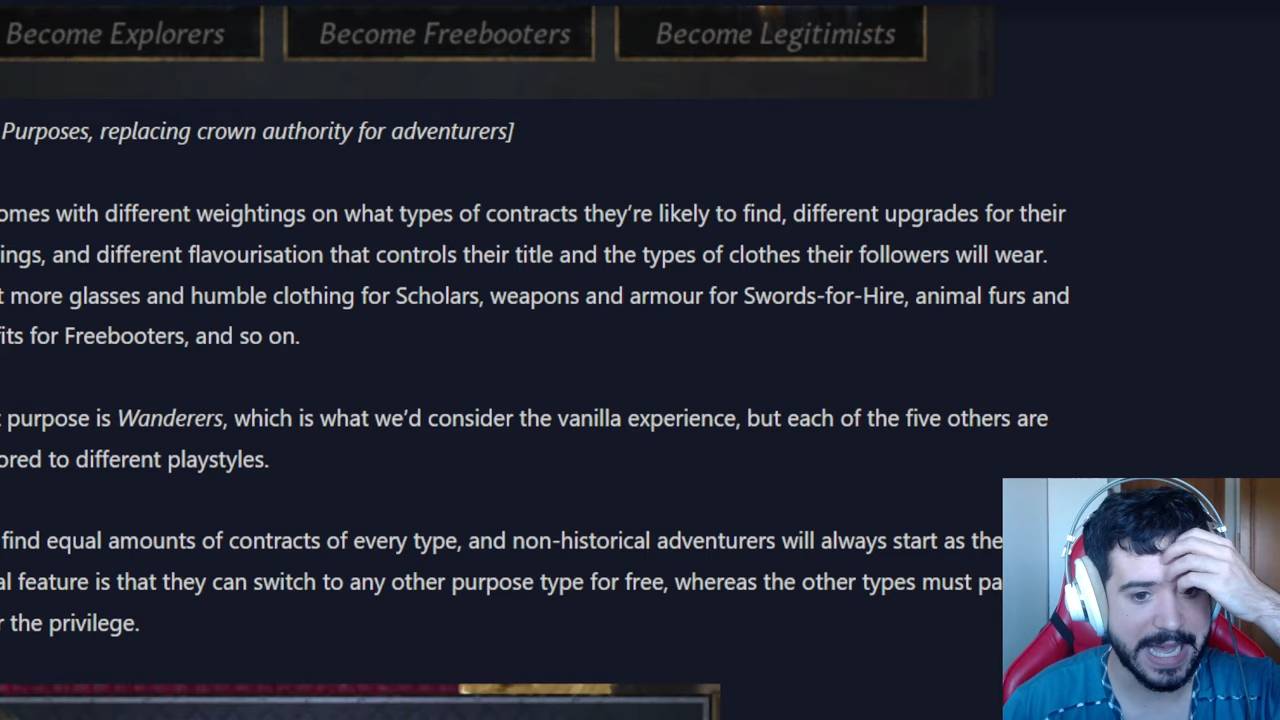 Become Explorers Become Freebooters Become Legitimists
Purposes, replacing crown authority for adventurers]
omes with different weightings on what types of contracts they're likely to find, different upgrades for their
ings, and different flavourisation that controls their title and the types of clothes their followers will wear.
t more glasses and humble clothing for Scholars, weapons and armour for Swords-for-Hire, animal furs and
fits for Freebooters, and so on.
t purpose is Wanderers, which is what we'd consider the vanilla experience, but each of the five others are
ored to different playstyles.
find equal amounts of contracts of every type, and non-historical adventurers will always start as the
al feature is that they can switch to any other purpose type for free, whereas the other types must pa
r the privilege.